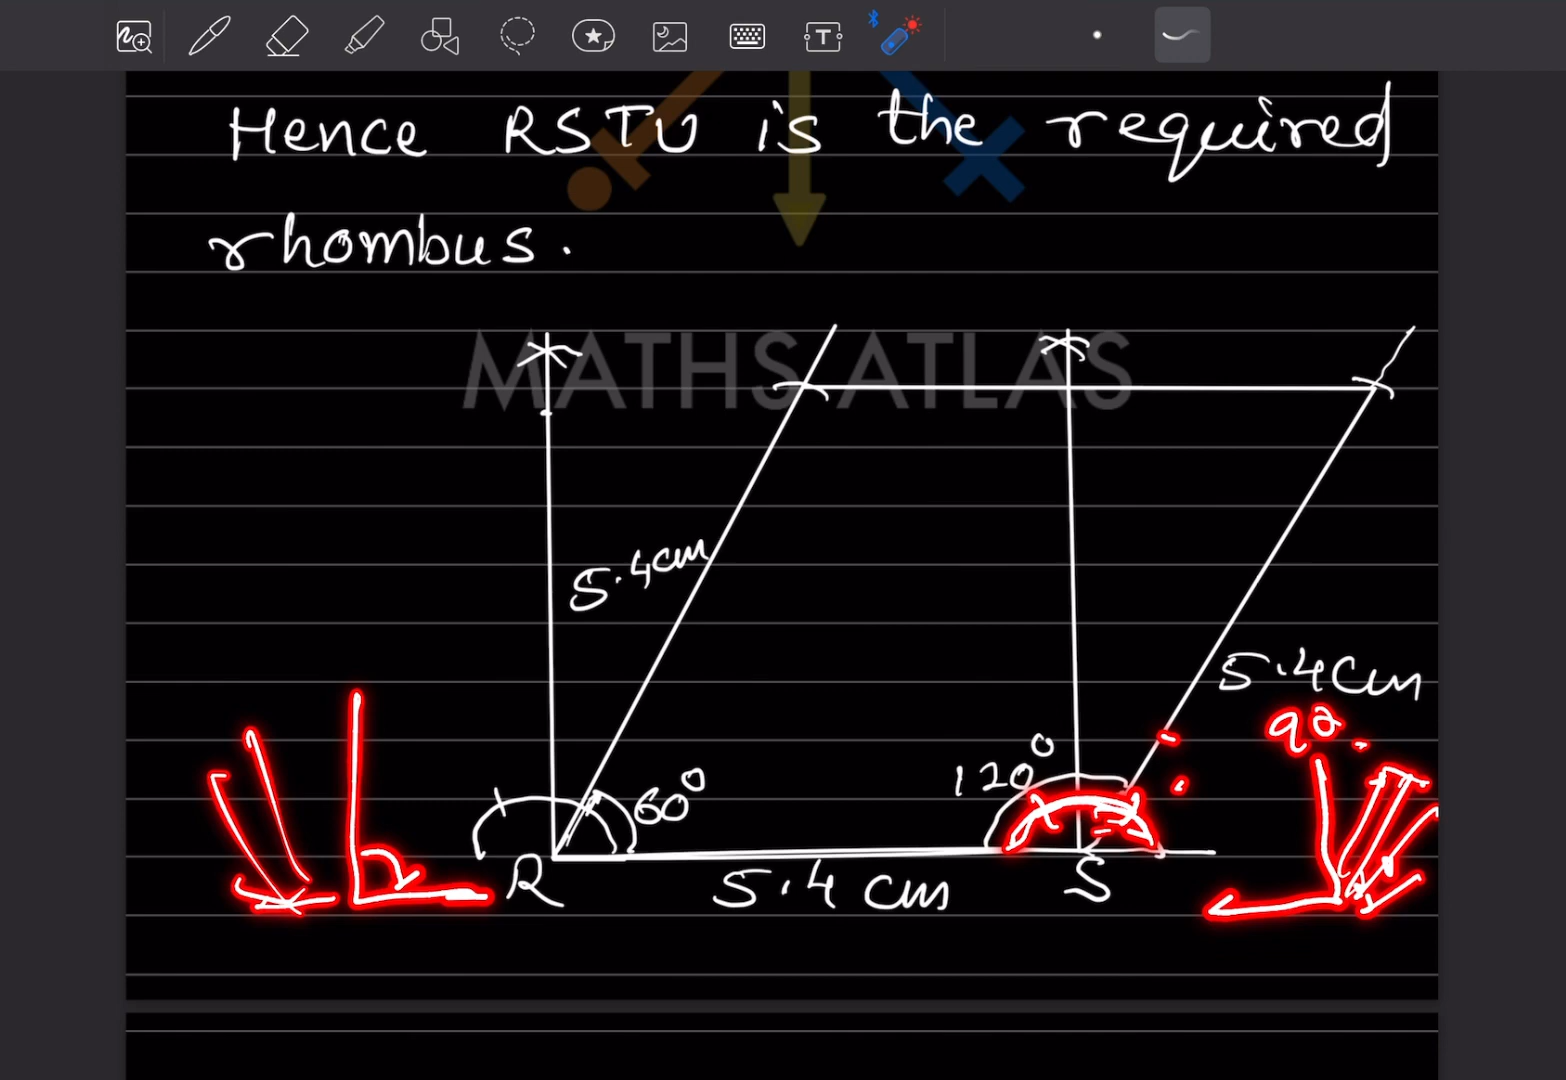 Hence RSTU is the required
rhombus.
MATHS ATLAS
5.4cm
5.4cm
90
120°
60°
R
5.4 cm
S